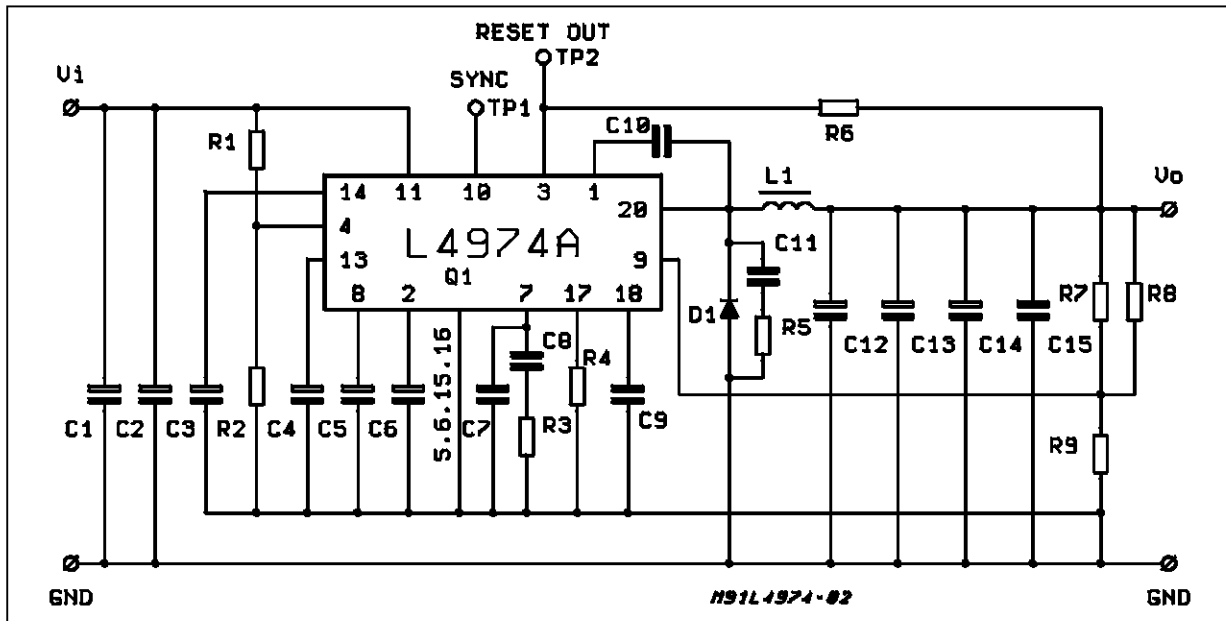 RESET OUT
TP2
Vi
SYNC
TP1
R6
C10
R1
L1
Vo
14
11
10
3
1
20
4
L4974A
C11
13
Q1
9
8
2
7
17
18
D1
R5
R7
R8
5.6.15.16
C8
R4
C12
C13
C14
C15
C1
C2
C3
R2
C4
C5
C6
C7
R3
C9
R9
GND
M91L4974-02
GND